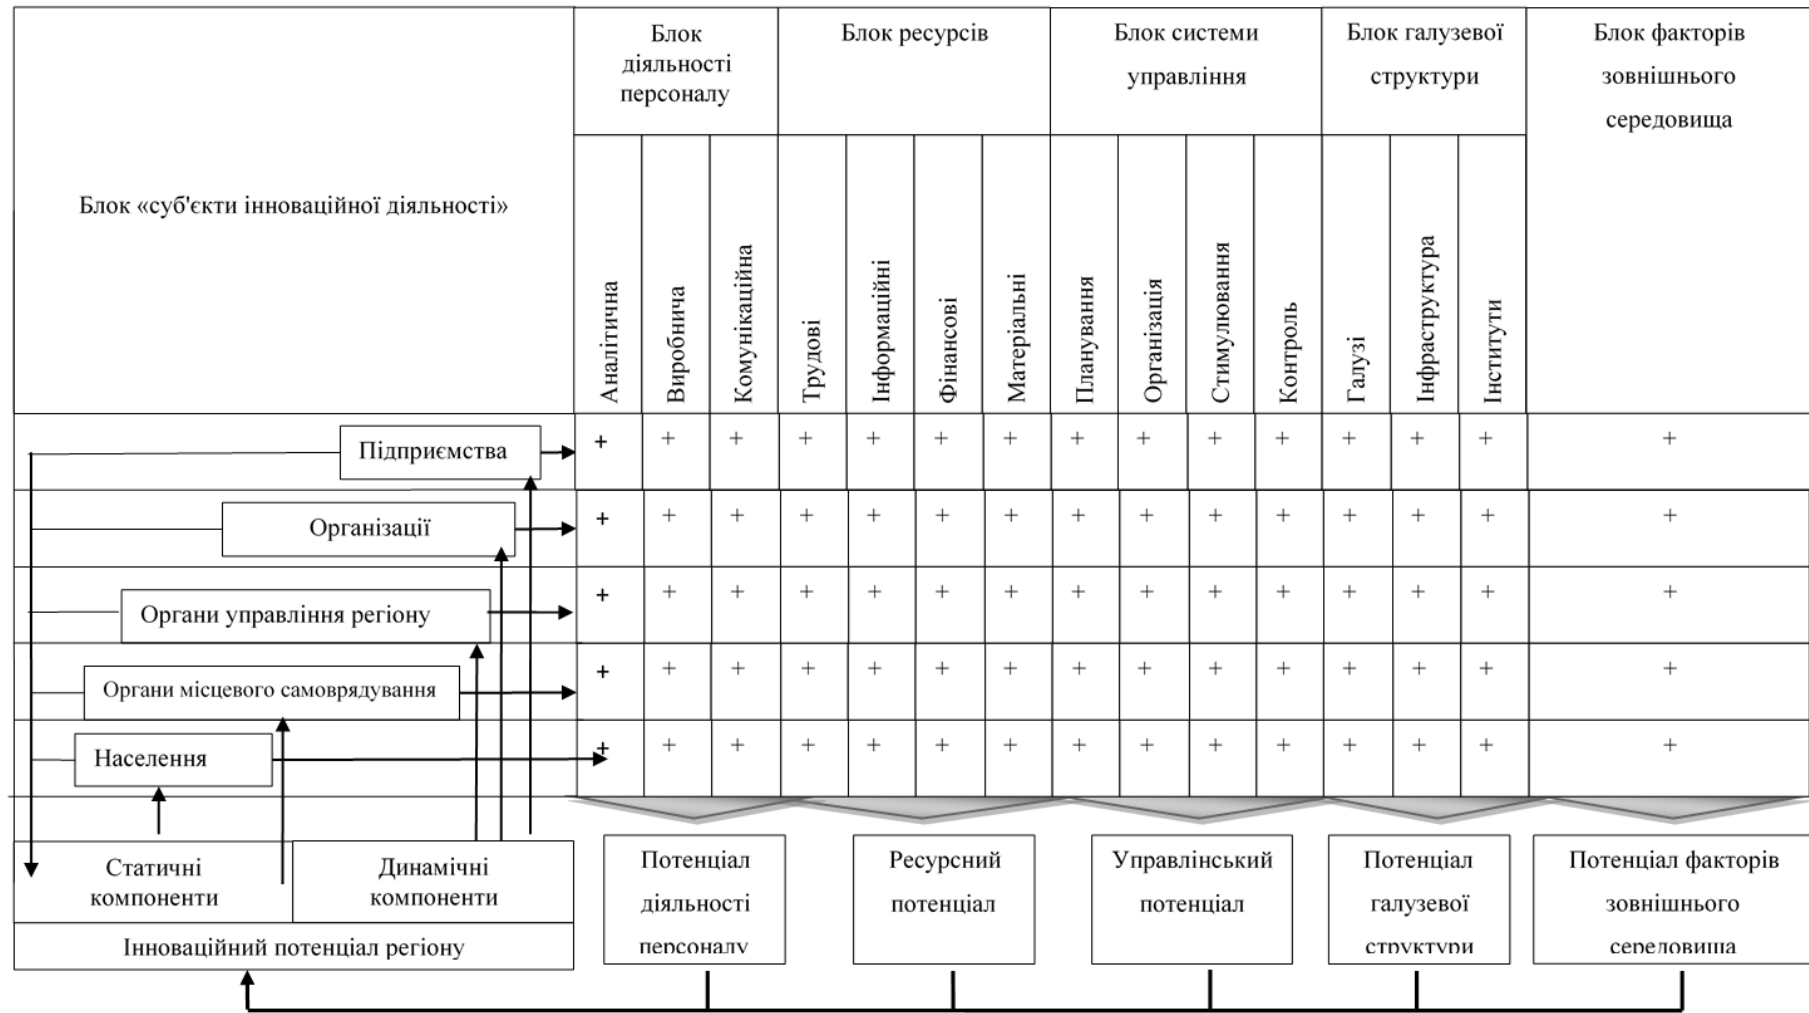 Блок
діяльності
персоналу
Блок ресурсів
Блок системи
управління
Блок галузевої
структури
Блок факторів
зовнішнього
середовища
Блок «суб'єкти інноваційної діяльності»
Аналітична
Виробнича
Комунікаційна
Трудові
Інформаційні
Фінансові
Матеріальні
Планування
Організація
Стимулювання
Контроль
Галузі
Інфраструктура
Інститути
Підприємства + + + + + + + + + + + + + + +
Організації + + + + + + + + + + + + + + +
Органи управління регіону + + + + + + + + + + + + + + +
Органи місцевого самоврядування + + + + + + + + + + + + + + +
Населення + + + + + + + + + + + + + + +
Статичні
компоненти
Динамічні
компоненти
Інноваційний потенціал регіону
Потенціал
діяльності
персоналу
Ресурсний
потенціал
Управлінський
потенціал
Потенціал
галузевої
структури
Потенціал факторів
зовнішнього
середовища